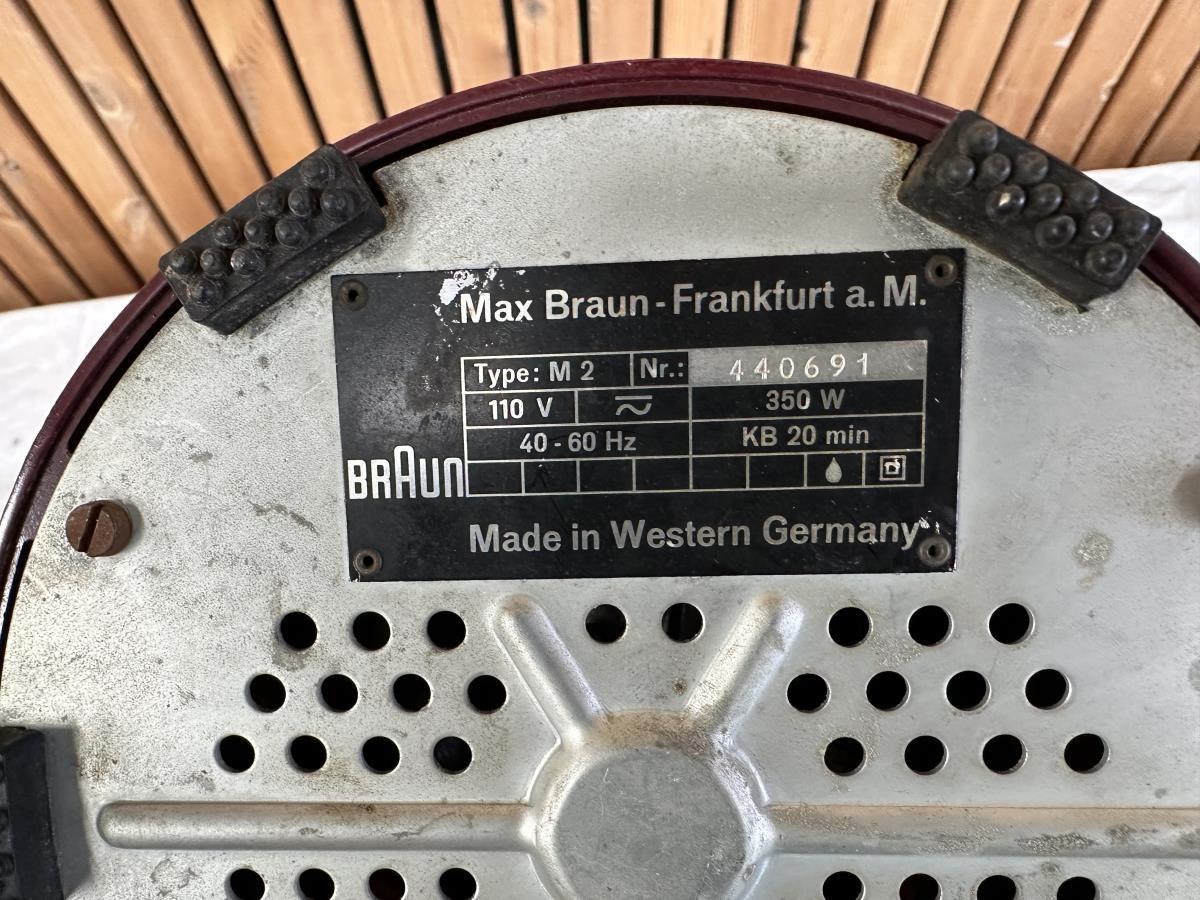 Max Braun - Frankfurt a. M.
Type: M 2 Nr.: 440691
110 V 350 W
40 - 60 Hz KB 20 min
BRAUN
Made in Western Germany